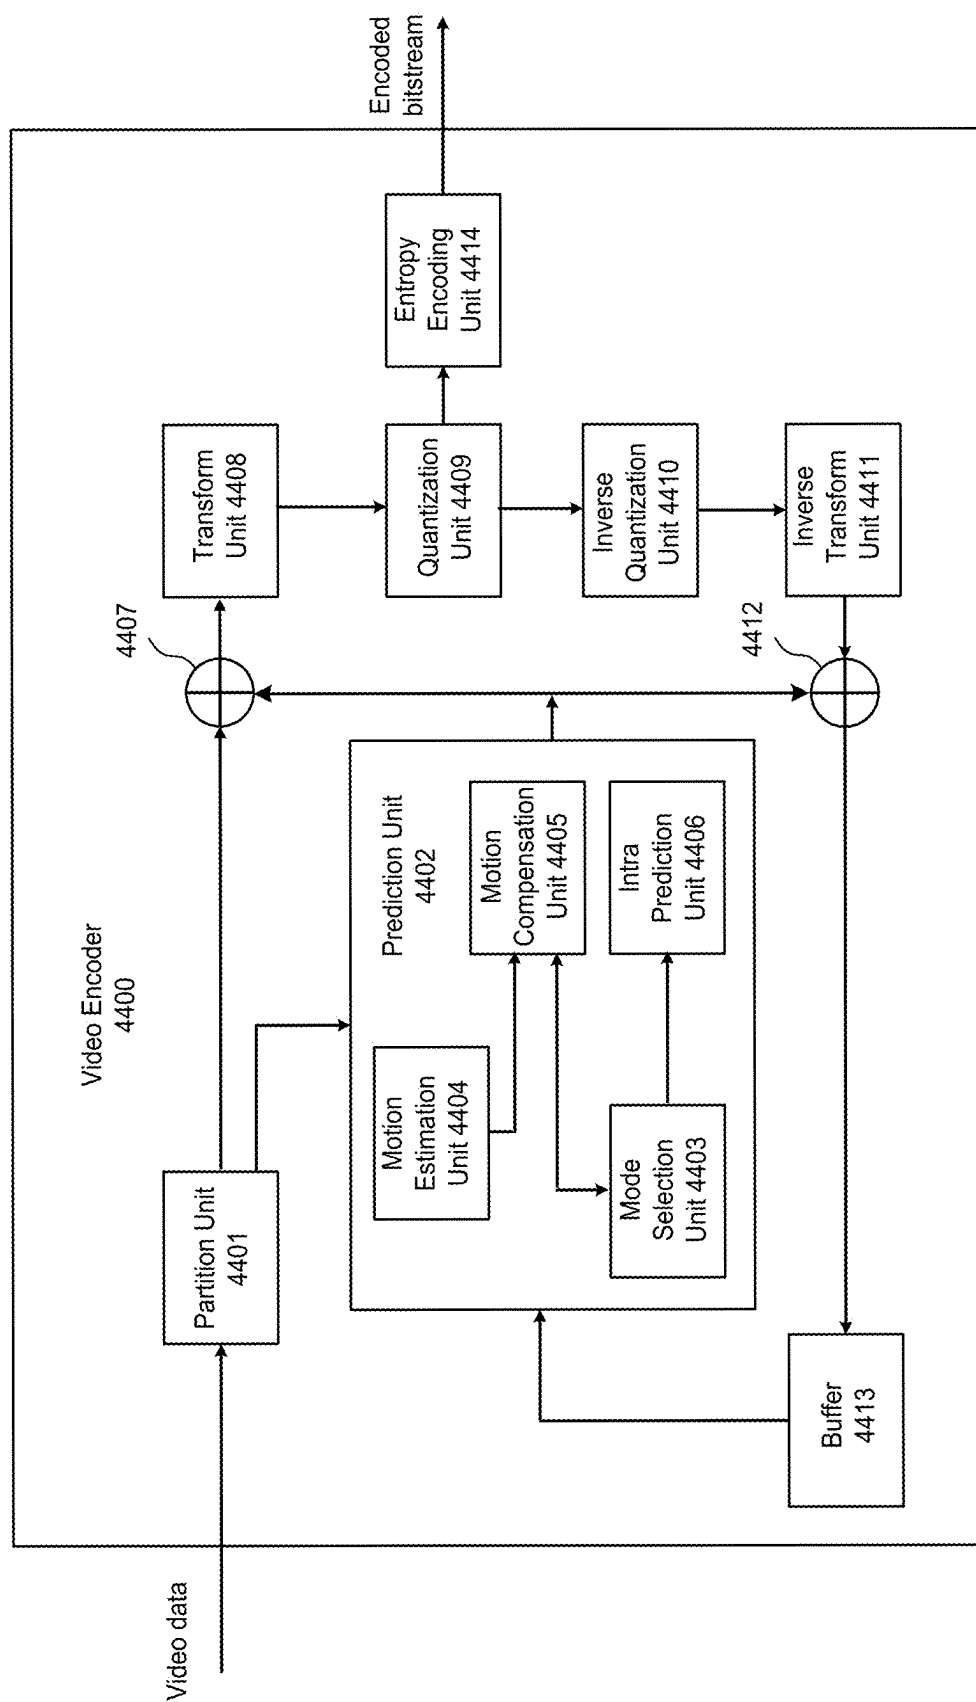 Video Encoder
4400
Video data
Partition Unit
4401
4407
Transform
Unit 4408
Prediction Unit
4402
Motion
Estimation
Unit 4404
Motion
Compensation
Unit 4405
Mode
Selection
Unit 4403
Intra
Prediction
Unit 4406
Quantization
Unit 4409
Entropy
Encoding
Unit 4414
Encoded
bitstream
Inverse
Quantization
Unit 4410
Buffer
4413
4412
Inverse
Transform
Unit 4411